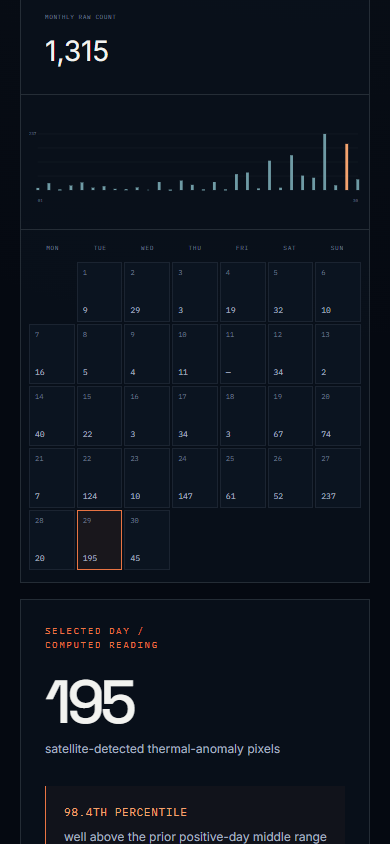 MONTHLY RAW COUNT
1,315
237
01
30
MON TUE WED THU FRI SAT SUN
1 2 3 4 5 6
9 29 3 19 32 10
7 8 9 10 11 12 13
16 5 4 11 — 34 2
14 15 16 17 18 19 20
40 22 3 34 3 67 74
21 22 23 24 25 26 27
7 124 10 147 61 52 237
28 29 30
20 195 45
SELECTED DAY /
COMPUTED READING
195
satellite-detected thermal-anomaly pixels
98.4TH PERCENTILE
well above the prior positive-day middle range